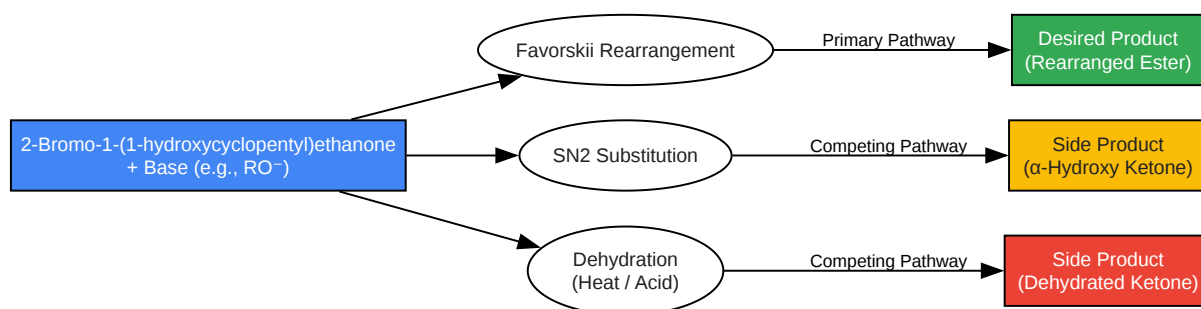 Favorskii Rearrangement
Primary Pathway
Desired Product
(Rearranged Ester)
2-Bromo-1-(1-hydroxycyclopentyl)ethanone
+ Base (e.g., RO⁻)
SN2 Substitution
Competing Pathway
Side Product
(α-Hydroxy Ketone)
Dehydration
(Heat / Acid)
Competing Pathway
Side Product
(Dehydrated Ketone)